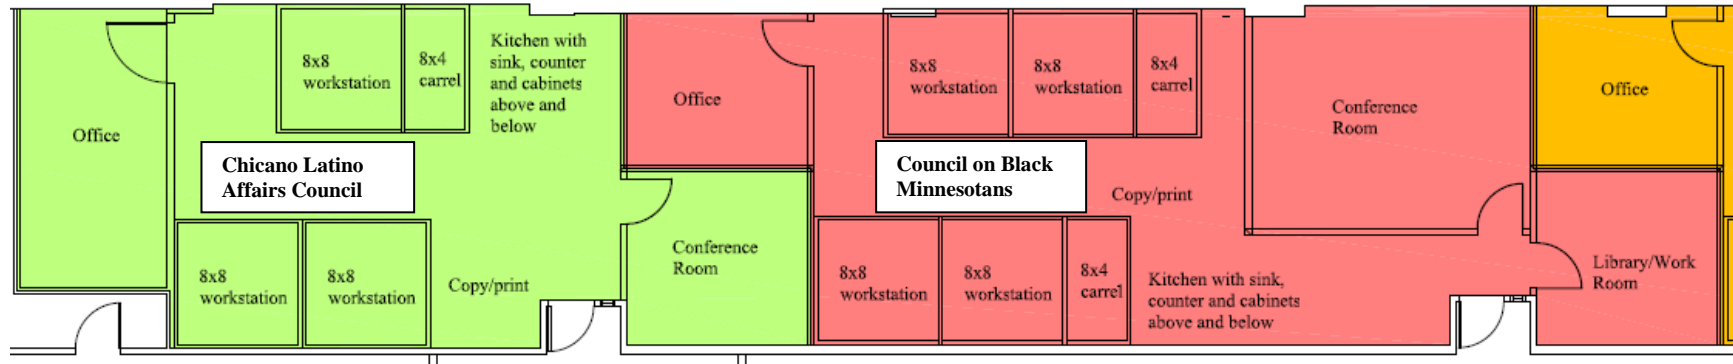 Office
8x8
workstation
8x4
carrel
Kitchen with
sink, counter
and cabinets
above and
below
Chicano Latino
Affairs Council
8x8
workstation
8x8
workstation
Copy/print
Office
Conference
Room
8x8
workstation
8x8
workstation
8x4
carrel
Council on Black
Minnesotans
Copy/print
8x8
workstation
8x8
workstation
8x4
carrel
Kitchen with sink,
counter and cabinets
above and below
Conference
Room
Office
Library/Work
Room